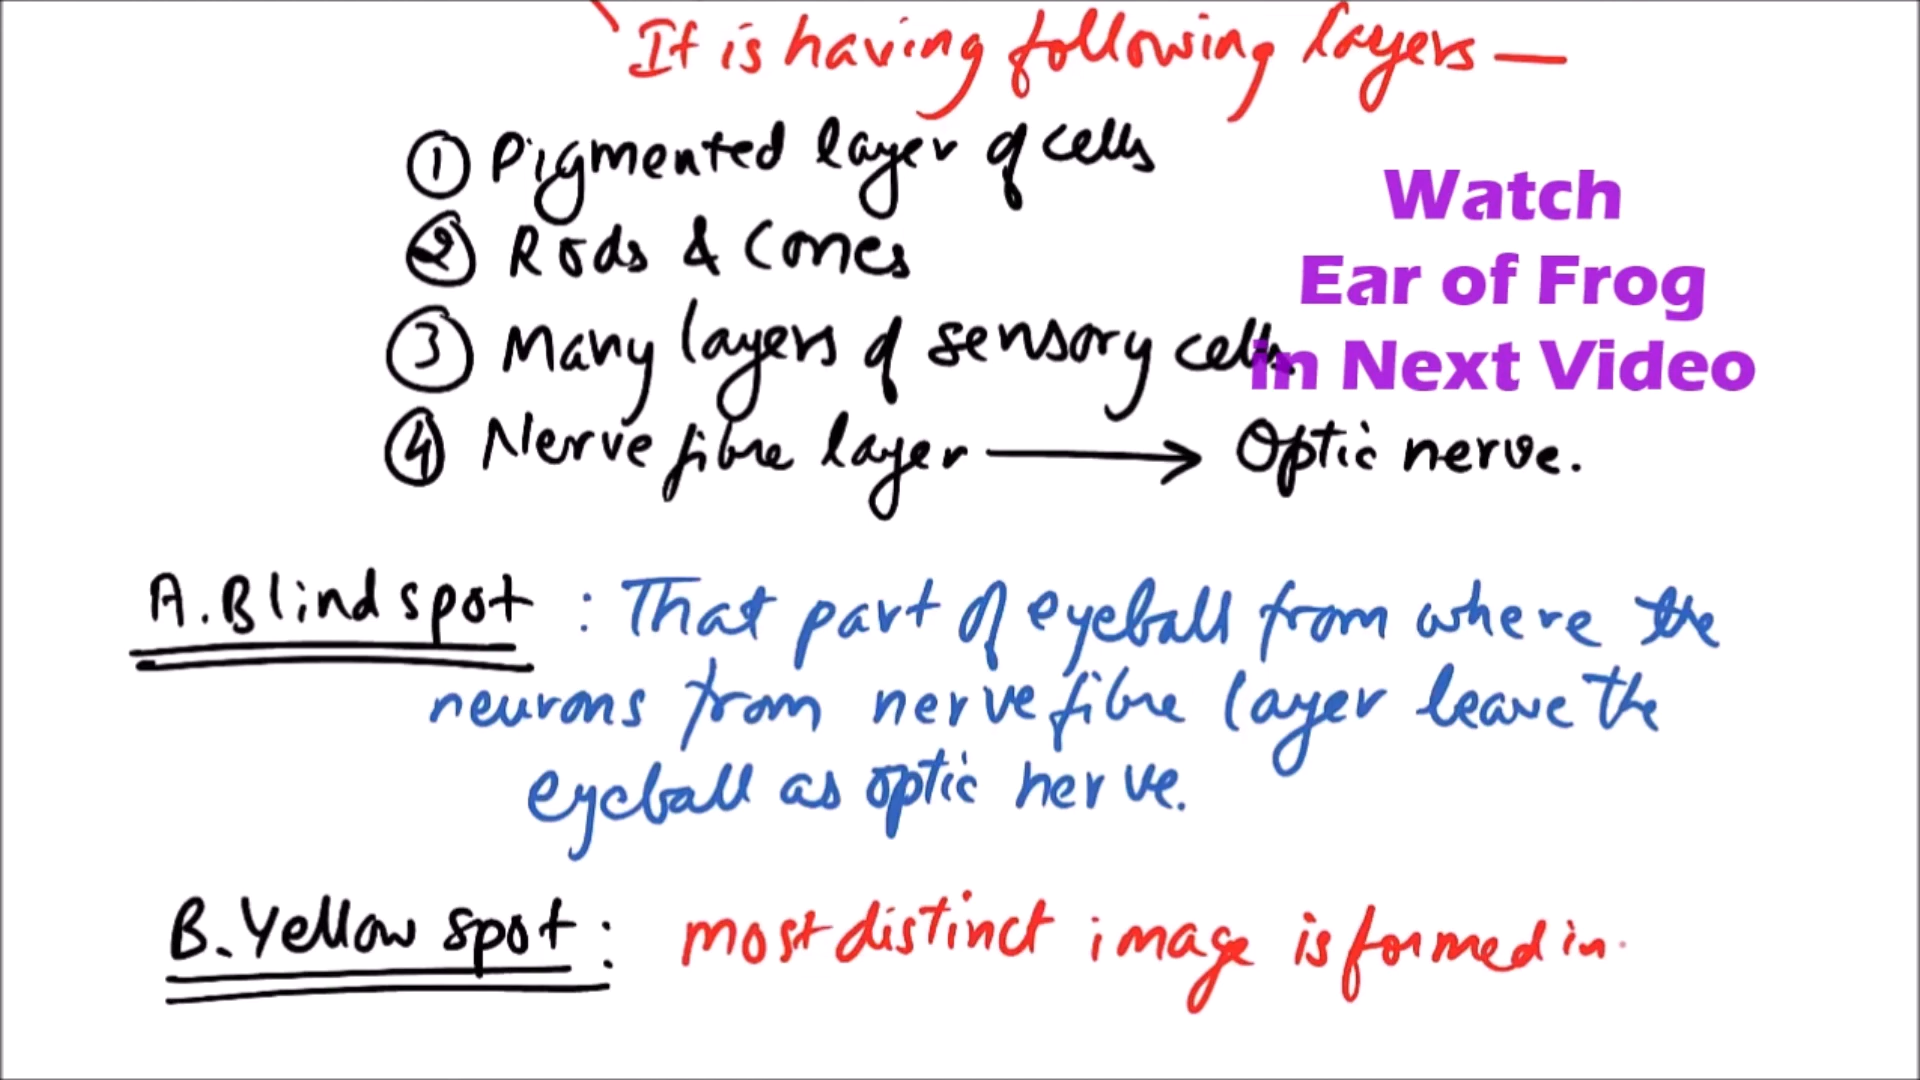 It is having following layers —
① Pigmented layer of cells
② Rods & Cones
③ Many layers of sensory cells
④ Nerve fibre layer → Optic nerve.
Watch
Ear of Frog
in Next Video
A. Blind spot : That part of eyeball from where the
neurons from nerve fibre layer leave the
eyeball as optic nerve.
B. Yellow spot : most distinct image is formed in